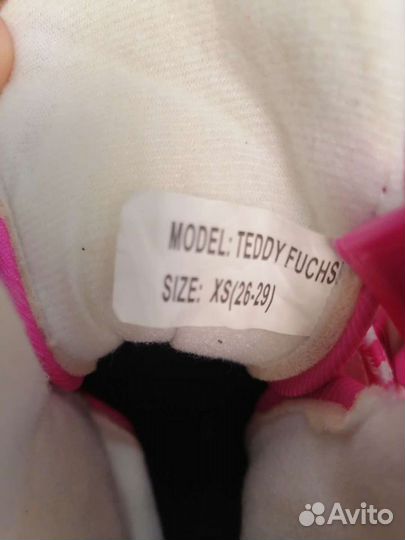 MODEL: TEDDY FUCHS
SIZE: XS(26-29)
Avito